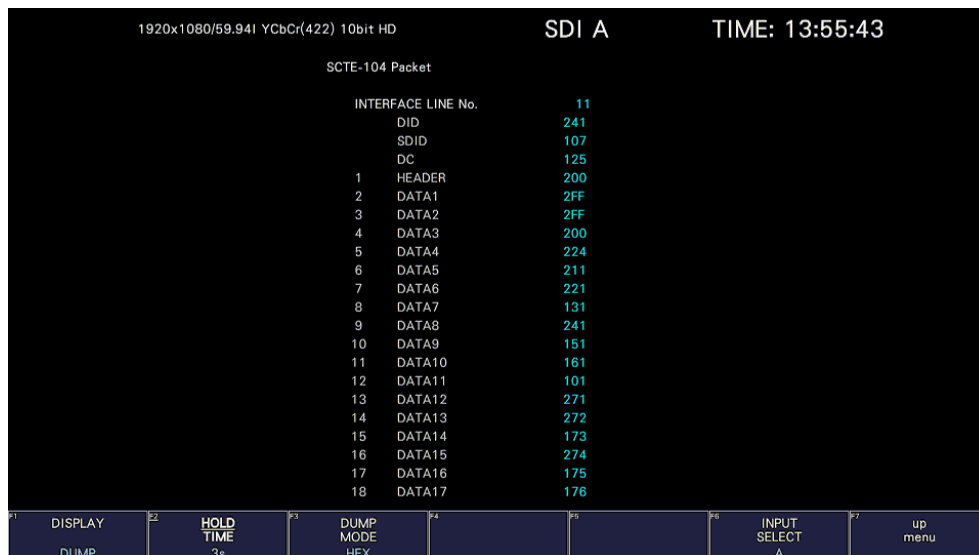 1920x1080/59.94I YCbCr(422) 10bit HD SDI A TIME: 13:55:43
SCTE-104 Packet
INTERFACE LINE No. 11
DID 241
SDID 107
DC 125
1 HEADER 200
2 DATA1 2FF
3 DATA2 2FF
4 DATA3 200
5 DATA4 224
6 DATA5 211
7 DATA6 221
8 DATA7 131
9 DATA8 241
10 DATA9 151
11 DATA10 161
12 DATA11 101
13 DATA12 271
14 DATA13 272
15 DATA14 173
16 DATA15 274
17 DATA16 175
18 DATA17 176
F1 DISPLAY DUMP
F2 HOLD TIME 3s
F3 DUMP MODE HEX
F4
F5
F6 INPUT SELECT A
F7 up menu